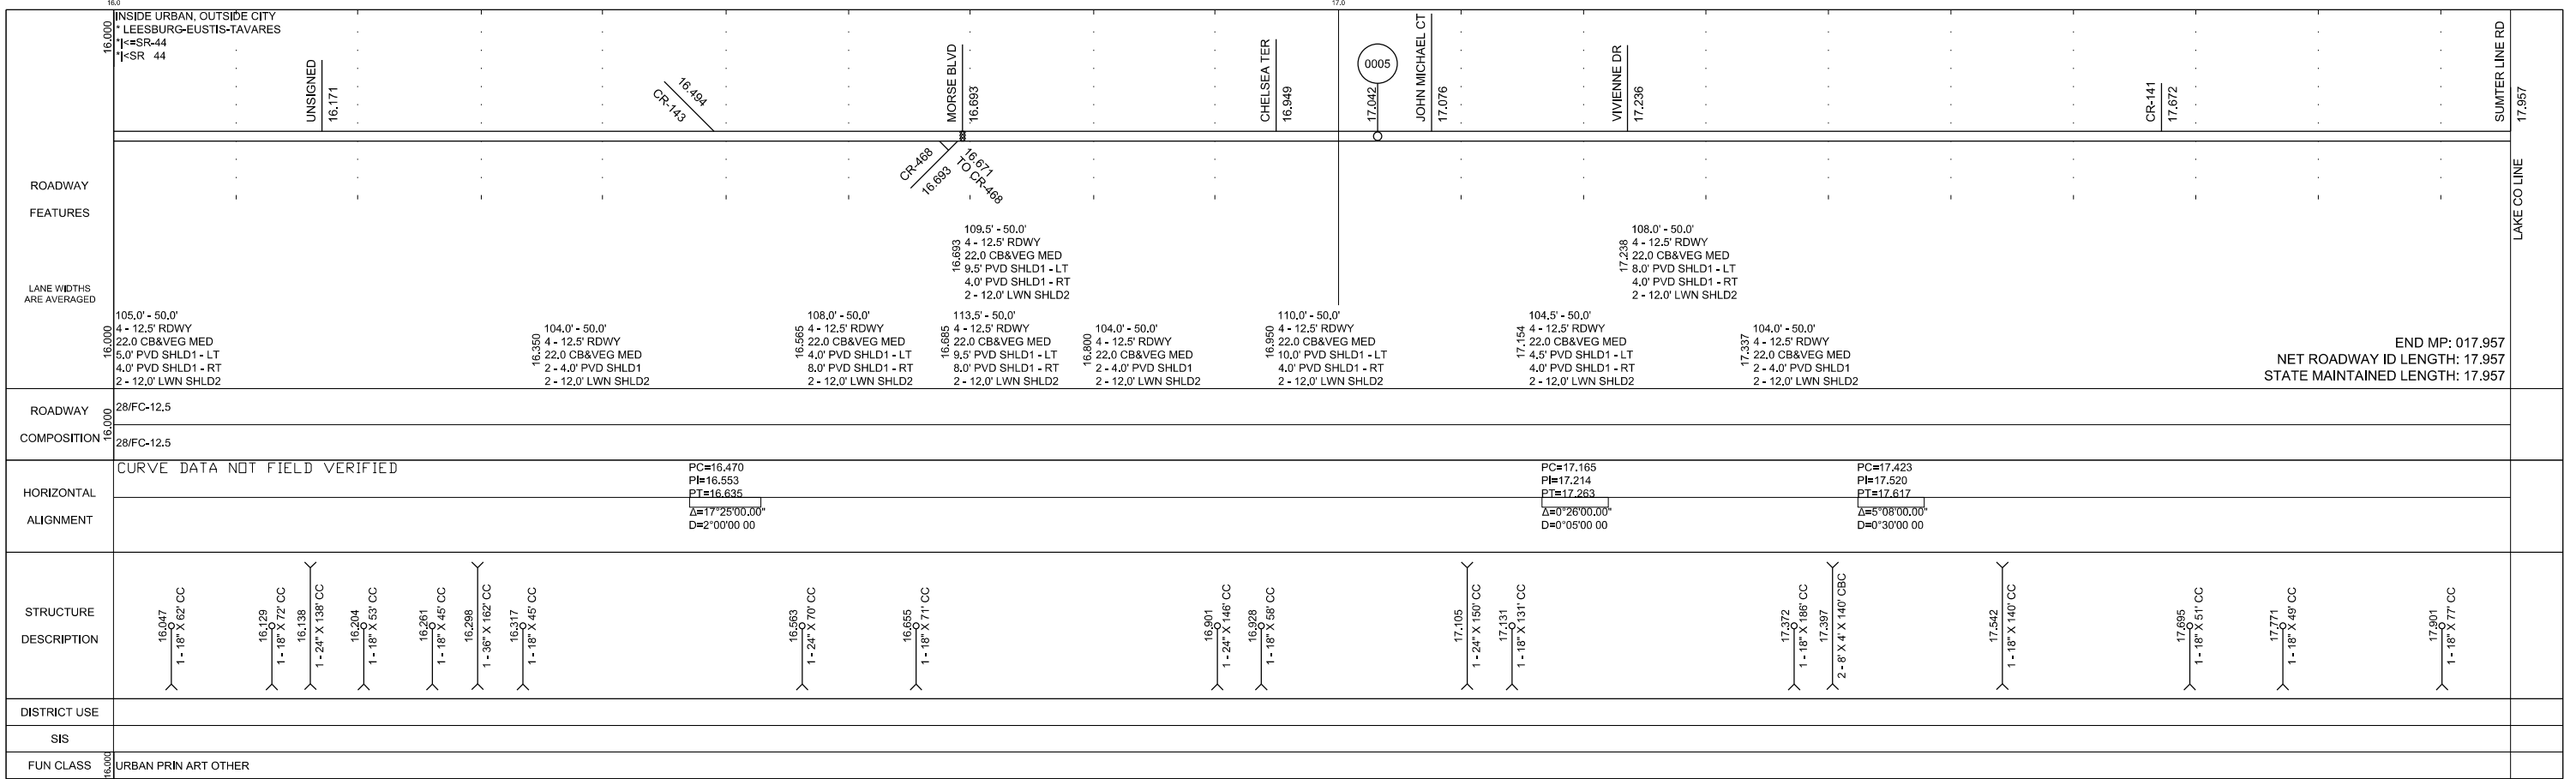 16.0
17.0
16.000
INSIDE URBAN, OUTSIDE CITY
* LEESBURG-EUSTIS-TAVARES
*|<=SR-44
*|<SR 44
UNSIGNED
16.171
16.494
CR-143
MORSE BLVD
16.693
CHELSEA TER
16.949
0005
17.042
JOHN MICHAEL CT
17.076
VIVIENNE DR
17.236
CR-141
17.672
SUMTER LINE RD
17.957
CR-468
16.693
16.671
TO CR-468
LAKE CO LINE
ROADWAY
FEATURES
LANE WIDTHS
ARE AVERAGED
16.693
109.5' - 50.0'
4 - 12.5' RDWY
22.0 CB&VEG MED
9.5' PVD SHLD1 - LT
4.0' PVD SHLD1 - RT
2 - 12.0' LWN SHLD2
17.238
108.0' - 50.0'
4 - 12.5' RDWY
22.0 CB&VEG MED
8.0' PVD SHLD1 - LT
4.0' PVD SHLD1 - RT
2 - 12.0' LWN SHLD2
16.000
105.0' - 50.0'
4 - 12.5' RDWY
22.0 CB&VEG MED
5.0' PVD SHLD1 - LT
4.0' PVD SHLD1 - RT
2 - 12.0' LWN SHLD2
16.350
104.0' - 50.0'
4 - 12.5' RDWY
22.0 CB&VEG MED
2 - 4.0' PVD SHLD1
2 - 12.0' LWN SHLD2
16.565
108.0' - 50.0'
4 - 12.5' RDWY
22.0 CB&VEG MED
4.0' PVD SHLD1 - LT
8.0' PVD SHLD1 - RT
2 - 12.0' LWN SHLD2
16.685
113.5' - 50.0'
4 - 12.5' RDWY
22.0 CB&VEG MED
9.5' PVD SHLD1 - LT
8.0' PVD SHLD1 - RT
2 - 12.0' LWN SHLD2
16.800
104.0' - 50.0'
4 - 12.5' RDWY
22.0 CB&VEG MED
2 - 4.0' PVD SHLD1
2 - 12.0' LWN SHLD2
16.950
110.0' - 50.0'
4 - 12.5' RDWY
22.0 CB&VEG MED
10.0' PVD SHLD1 - LT
4.0' PVD SHLD1 - RT
2 - 12.0' LWN SHLD2
17.154
104.5' - 50.0'
4 - 12.5' RDWY
22.0 CB&VEG MED
4.5' PVD SHLD1 - LT
4.0' PVD SHLD1 - RT
2 - 12.0' LWN SHLD2
17.337
104.0' - 50.0'
4 - 12.5' RDWY
22.0 CB&VEG MED
2 - 4.0' PVD SHLD1
2 - 12.0' LWN SHLD2
END MP: 017.957
NET ROADWAY ID LENGTH: 17.957
STATE MAINTAINED LENGTH: 17.957
ROADWAY
COMPOSITION
16.000
28/FC-12.5
28/FC-12.5
HORIZONTAL
ALIGNMENT
CURVE DATA NOT FIELD VERIFIED
PC=16.470
PI=16.553
PT=16.635
Δ=17°25'00.00"
D=2°00'00 00
PC=17.165
PI=17.214
PT=17.263
Δ=0°26'00.00"
D=0°05'00 00
PC=17.423
PI=17.520
PT=17.617
Δ=5°08'00.00"
D=0°30'00 00
STRUCTURE
DESCRIPTION
16.047
1 - 18" X 62' CC
16.129
1 - 18" X 72' CC
16.138
1 - 24" X 138' CC
16.204
1 - 18" X 53' CC
16.261
1 - 18" X 45' CC
16.298
1 - 36" X 162' CC
16.317
1 - 18" X 45' CC
16.563
1 - 24" X 70' CC
16.655
1 - 18" X 71' CC
16.901
1 - 24" X 146' CC
16.928
1 - 18" X 58' CC
17.105
1 - 24" X 150' CC
17.131
1 - 18" X 131' CC
17.372
1 - 18" X 186' CC
17.397
2 - 8' X 4' X 140' CBC
17.542
1 - 18" X 140' CC
17.695
1 - 18" X 51' CC
17.771
1 - 18" X 49' CC
17.901
1 - 18" X 77' CC
DISTRICT USE
SIS
FUN CLASS
16.000
URBAN PRIN ART OTHER